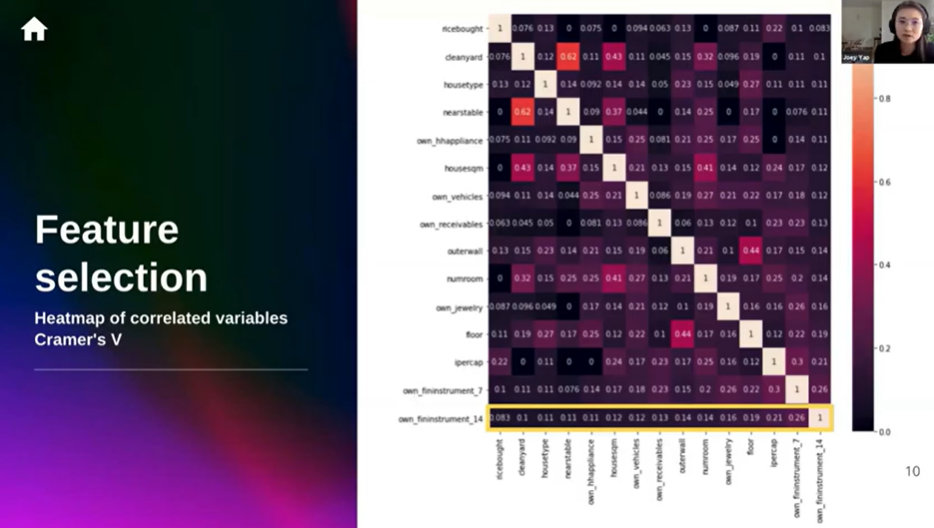 Feature
selection
Heatmap of correlated variables
Cramer's V
ricebought 1 0.076 0.13 0 0.075 0 0.094 0.063 0.13 0 0.087 0.11 0.22 0.1 0.083
cleanyard 0.076 1 0.12 0.62 0.11 0.43 0.11 0.045 0.15 0.32 0.096 0.19 0 0.11 0.1
housetype 0.13 0.12 1 0.14 0.092 0.14 0.14 0.05 0.23 0.15 0.049 0.27 0.11 0.11 0.11
nearstable 0 0.62 0.14 1 0.09 0.37 0.044 0 0.14 0.25 0 0.17 0 0.076 0.11
own_hhappliance 0.075 0.11 0.092 0.09 1 0.15 0.25 0.081 0.21 0.25 0.17 0.25 0 0.14 0.11
housesqm 0 0.43 0.14 0.37 0.15 1 0.21 0.13 0.15 0.41 0.14 0.12 0.24 0.17 0.12
own_vehicles 0.094 0.11 0.14 0.044 0.25 0.21 1 0.086 0.19 0.27 0.21 0.22 0.17 0.18 0.12
own_receivables 0.063 0.045 0.05 0 0.081 0.13 0.086 1 0.06 0.13 0.12 0.1 0.23 0.23 0.13
outerwall 0.13 0.15 0.23 0.14 0.21 0.15 0.19 0.06 1 0.21 0.1 0.44 0.17 0.15 0.14
numroom 0 0.32 0.15 0.25 0.25 0.41 0.27 0.13 0.21 1 0.19 0.17 0.25 0.2 0.14
own_jewelry 0.087 0.096 0.049 0 0.17 0.14 0.21 0.12 0.1 0.19 1 0.16 0.16 0.26 0.16
floor 0.11 0.19 0.27 0.17 0.25 0.12 0.22 0.1 0.44 0.17 0.16 1 0.12 0.22 0.19
ipercap 0.22 0 0.11 0 0 0.24 0.17 0.23 0.17 0.25 0.16 0.12 1 0.3 0.21
own_fininstrument_7 0.1 0.11 0.11 0.076 0.14 0.17 0.18 0.23 0.15 0.2 0.26 0.22 0.3 1 0.26
own_fininstrument_14 0.083 0.1 0.11 0.11 0.11 0.12 0.12 0.13 0.14 0.14 0.16 0.19 0.21 0.26 1
ricebought cleanyard housetype nearstable own_hhappliance housesqm own_vehicles own_receivables outerwall numroom own_jewelry floor ipercap own_fininstrument_7 own_fininstrument_14
0.8
0.6
0.4
0.2
0.0
Joey Yap
10